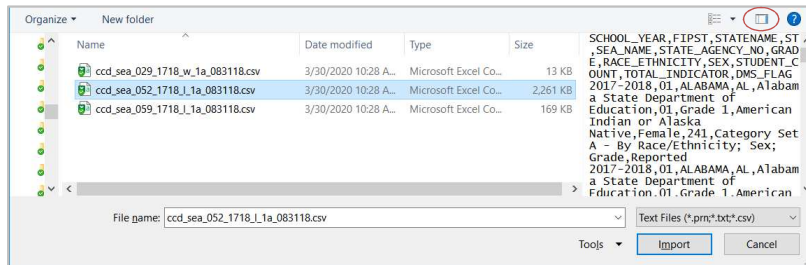 Organize New folder
Name Date modified Type Size
ccd_sea_029_1718_w_1a_083118.csv 3/30/2020 10:28 A... Microsoft Excel Co... 13 KB
ccd_sea_052_1718_l_1a_083118.csv 3/30/2020 10:28 A... Microsoft Excel Co... 2,261 KB
ccd_sea_059_1718_l_1a_083118.csv 3/30/2020 10:28 A... Microsoft Excel Co... 169 KB
SCHOOL_YEAR,FIPST,STATENAME,ST
,SEA_NAME,STATE_AGENCY_NO,GRAD
E,RACE_ETHNICITY,SEX,STUDENT_C
OUNT,TOTAL_INDICATOR,DMS_FLAG
2017-2018,01,ALABAMA,AL,Alabam
a State Department of
Education,01,Grade 1,American
Indian or Alaska
Native,Female,241,Category Set
A - By Race/Ethnicity; Sex;
Grade,Reported
2017-2018,01,ALABAMA,AL,Alabam
a State Department of
Education,01,Grade 1,American
File name: ccd_sea_052_1718_l_1a_083118.csv Text Files (*.prn;*.txt;*.csv)
Tools Import Cancel